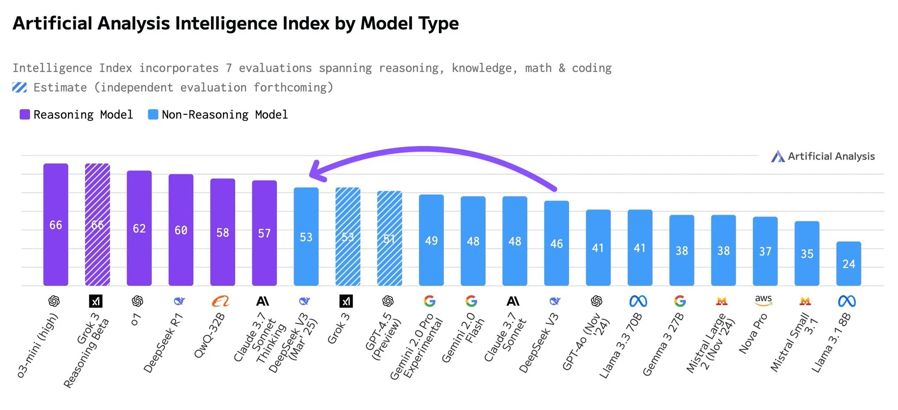 Artificial Analysis Intelligence Index by Model Type
Intelligence Index incorporates 7 evaluations spanning reasoning, knowledge, math & coding
Estimate (independent evaluation forthcoming)
Reasoning Model
Non-Reasoning Model
Artificial Analysis
66
66
62
60
58
57
53
53
51
49
48
48
46
41
41
38
38
37
35
24
aws
o3-mini (high)
Grok 3
Reasoning Beta
o1
DeepSeek R1
QwQ-32B
Claude 3.7
Sonnet
Thinking
DeepSeek V3
(Mar' 25)
Grok 3
GPT-4.5
(Preview)
Gemini 2.0 Pro
Experimental
Gemini 2.0
Flash
Claude 3.7
Sonnet
DeepSeek V3
GPT-4o (Nov
'24)
Llama 3.3 70B
Gemma 3 27B
Mistral Large
2 (Nov '24)
Nova Pro
Mistral Small
3.1
Llama 3.1 8B